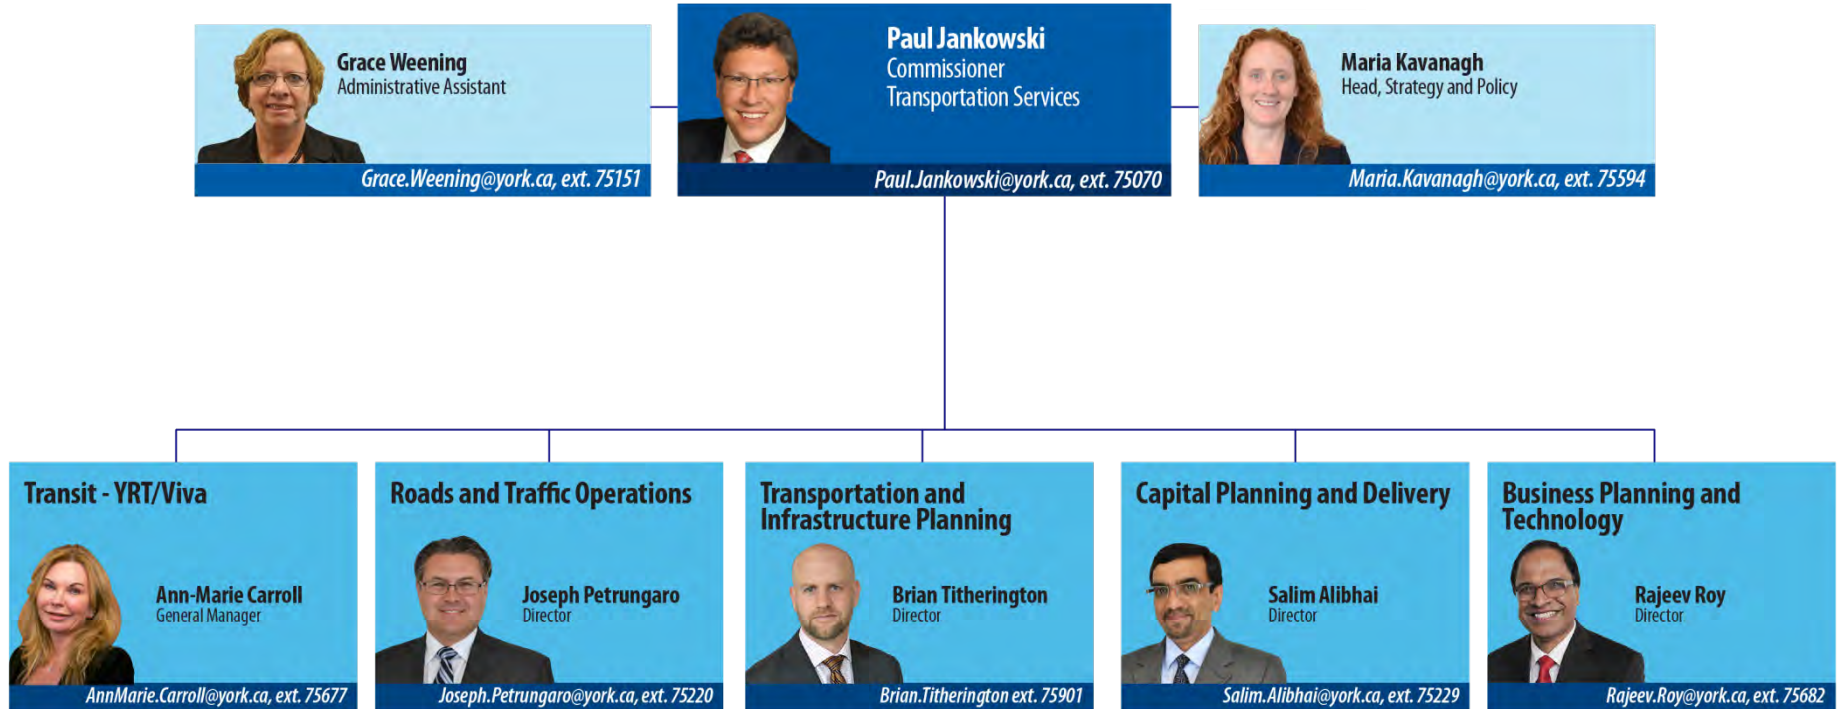 Grace Weening
Administrative Assistant
Grace.Weening@york.ca, ext. 75151
Paul Jankowski
Commissioner
Transportation Services
Paul.Jankowski@york.ca, ext. 75070
Maria Kavanagh
Head, Strategy and Policy
Maria.Kavanagh@york.ca, ext. 75594
Transit - YRT/Viva
Ann-Marie Carroll
General Manager
AnnMarie.Carroll@york.ca, ext. 75677
Roads and Traffic Operations
Joseph Petrungaro
Director
Joseph.Petrungaro@york.ca, ext. 75220
Transportation and
Infrastructure Planning
Brian Titherington
Director
Brian.Titherington ext. 75901
Capital Planning and Delivery
Salim Alibhai
Director
Salim.Alibhai@york.ca, ext. 75229
Business Planning and
Technology
Rajeev Roy
Director
Rajeev.Roy@york.ca, ext. 75682